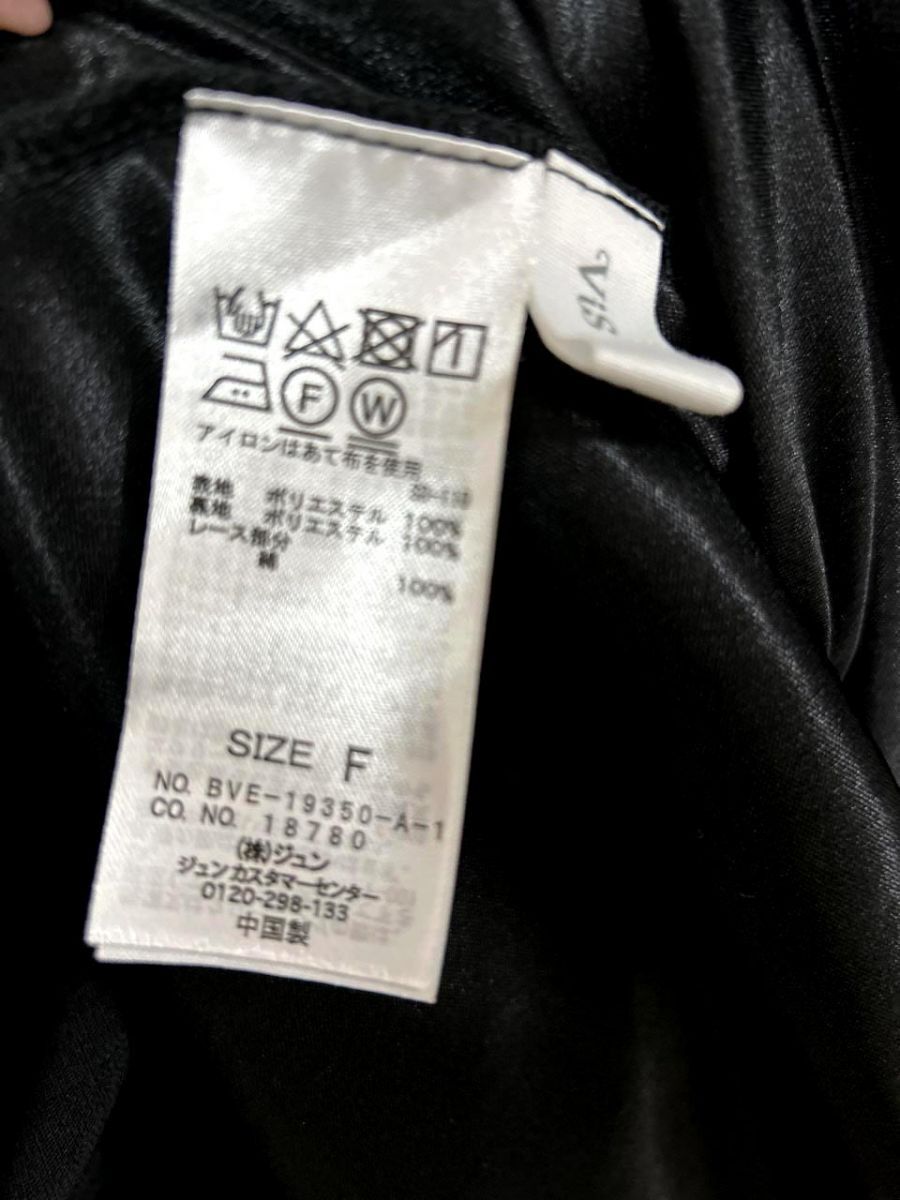 ViS
F W
アイロンはあて布を使用
表地 ポリエステル 100%
裏地 ポリエステル 100%
レース部分
綿 100%
SIZE F
NO. BVE-19350-A-1
CO. NO. 18780
(株)ジュン
ジュンカスタマーセンター
0120-298-133
中国製